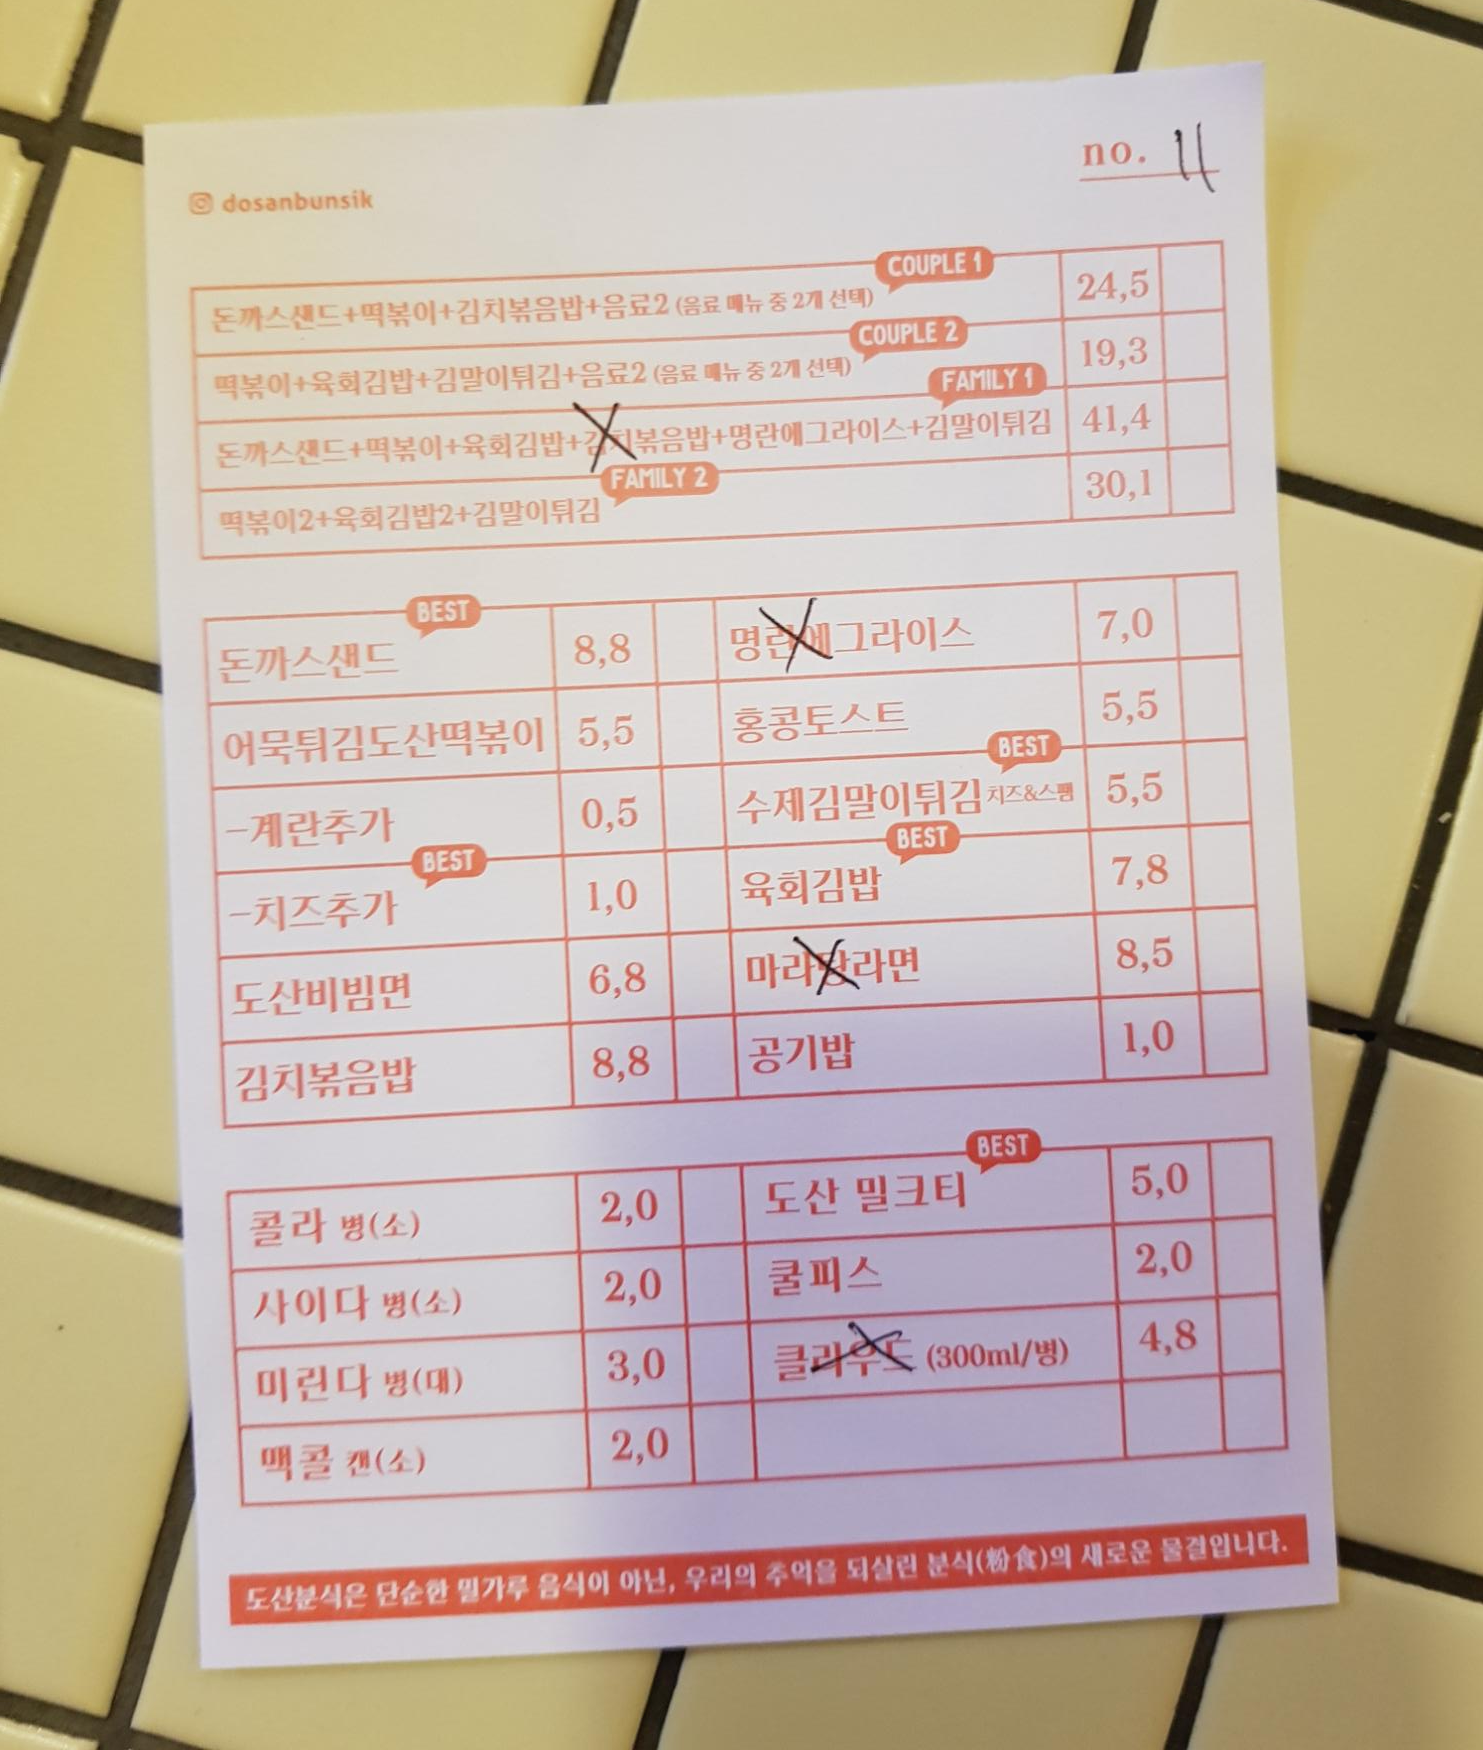 dosanbunsik
no. 11
COUPLE 1
돈까스샌드+떡볶이+김치볶음밥+음료2 (음료 메뉴 중 2개 선택) 24,5
COUPLE 2
떡볶이+육회김밥+김말이튀김+음료2 (음료 메뉴 중 2개 선택) 19,3
FAMILY 1
돈까스샌드+떡볶이+육회김밥+김치볶음밥+명란에그라이스+김말이튀김 41,4
FAMILY 2
떡볶이2+육회김밥2+김말이튀김 30,1
BEST
돈까스샌드 8,8
어묵튀김도산떡볶이 5,5
-계란추가 0,5
BEST
-치즈추가 1,0
도산비빔면 6,8
김치볶음밥 8,8
명란에그라이스 7,0
홍콩토스트 5,5
BEST
수제김말이튀김 치즈&스팸 5,5
BEST
육회김밥 7,8
마라탕라면 8,5
공기밥 1,0
콜라 병(소) 2,0
사이다 병(소) 2,0
미린다 병(대) 3,0
맥콜 캔(소) 2,0
BEST
도산 밀크티 5,0
쿨피스 2,0
클라우드 (300ml/병) 4,8
도산분식은 단순한 밀가루 음식이 아닌, 우리의 추억을 되살린 분식(粉食)의 새로운 물결입니다.